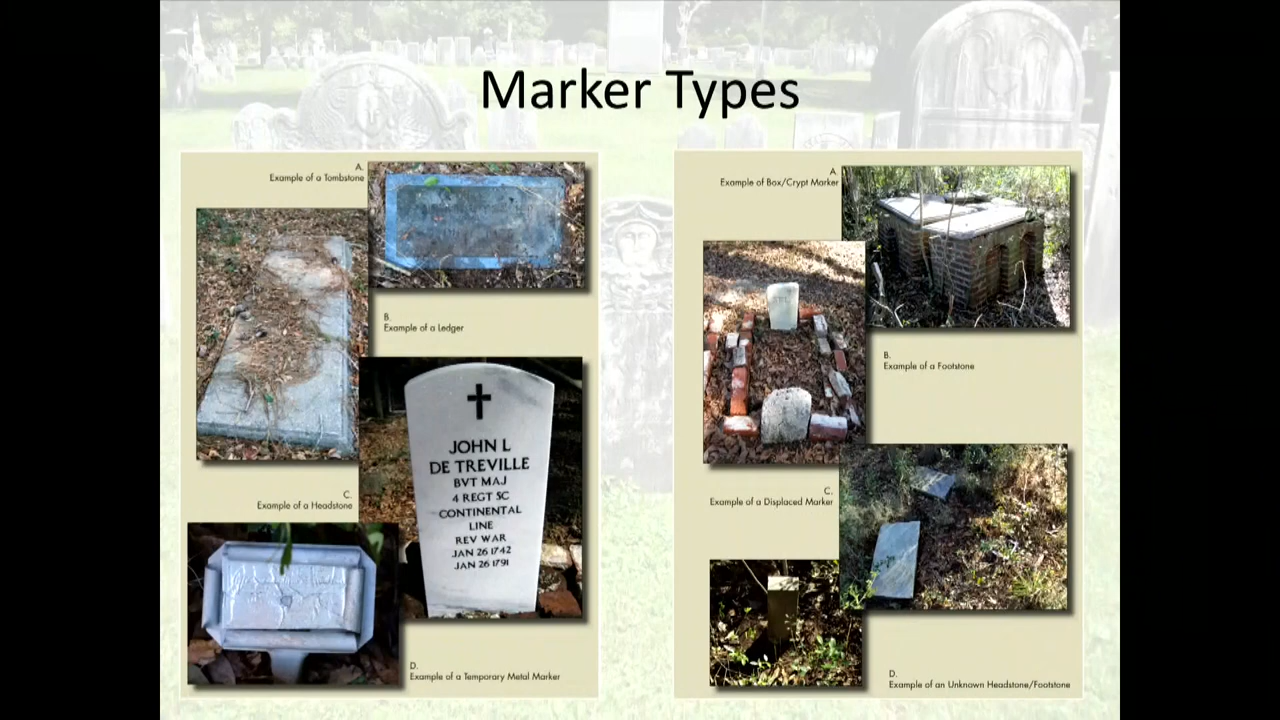 Marker Types
A.
Example of a Tombstone
B.
Example of a Ledger
C.
Example of a Headstone
JOHN L
DE TREVILLE
BVT MAJ
4 REGT SC
CONTINENTAL
LINE
REV WAR
JAN 26 1742
JAN 26 1791
D.
Example of a Temporary Metal Marker
A.
Example of Box/Crypt Marker
B.
Example of a Footstone
C.
Example of a Displaced Marker
D.
Example of an Unknown Headstone/Footstone